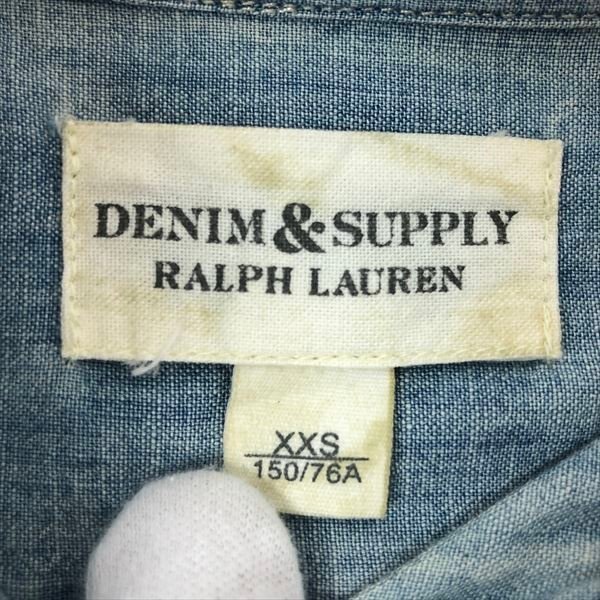 DENIM & SUPPLY
RALPH LAUREN
XXS
150/76A